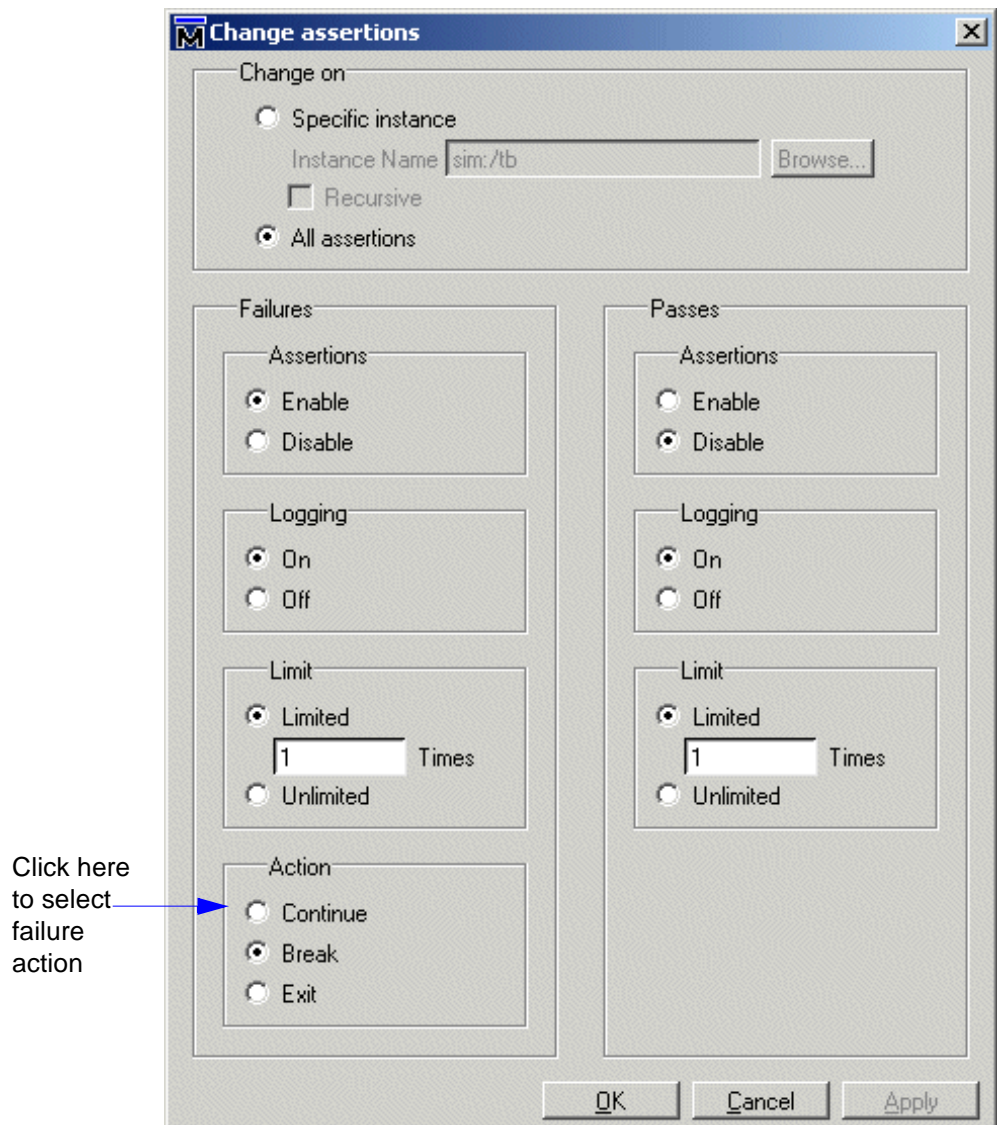 Change assertions
Change on
Specific instance
Instance Name sim:/tb Browse...
Recursive
All assertions
Failures
Assertions
Enable
Disable
Logging
On
Off
Limit
Limited
1 Times
Unlimited
Action
Continue
Break
Exit
Passes
Assertions
Enable
Disable
Logging
On
Off
Limit
Limited
1 Times
Unlimited
Click here
to select
failure
action
OK Cancel Apply